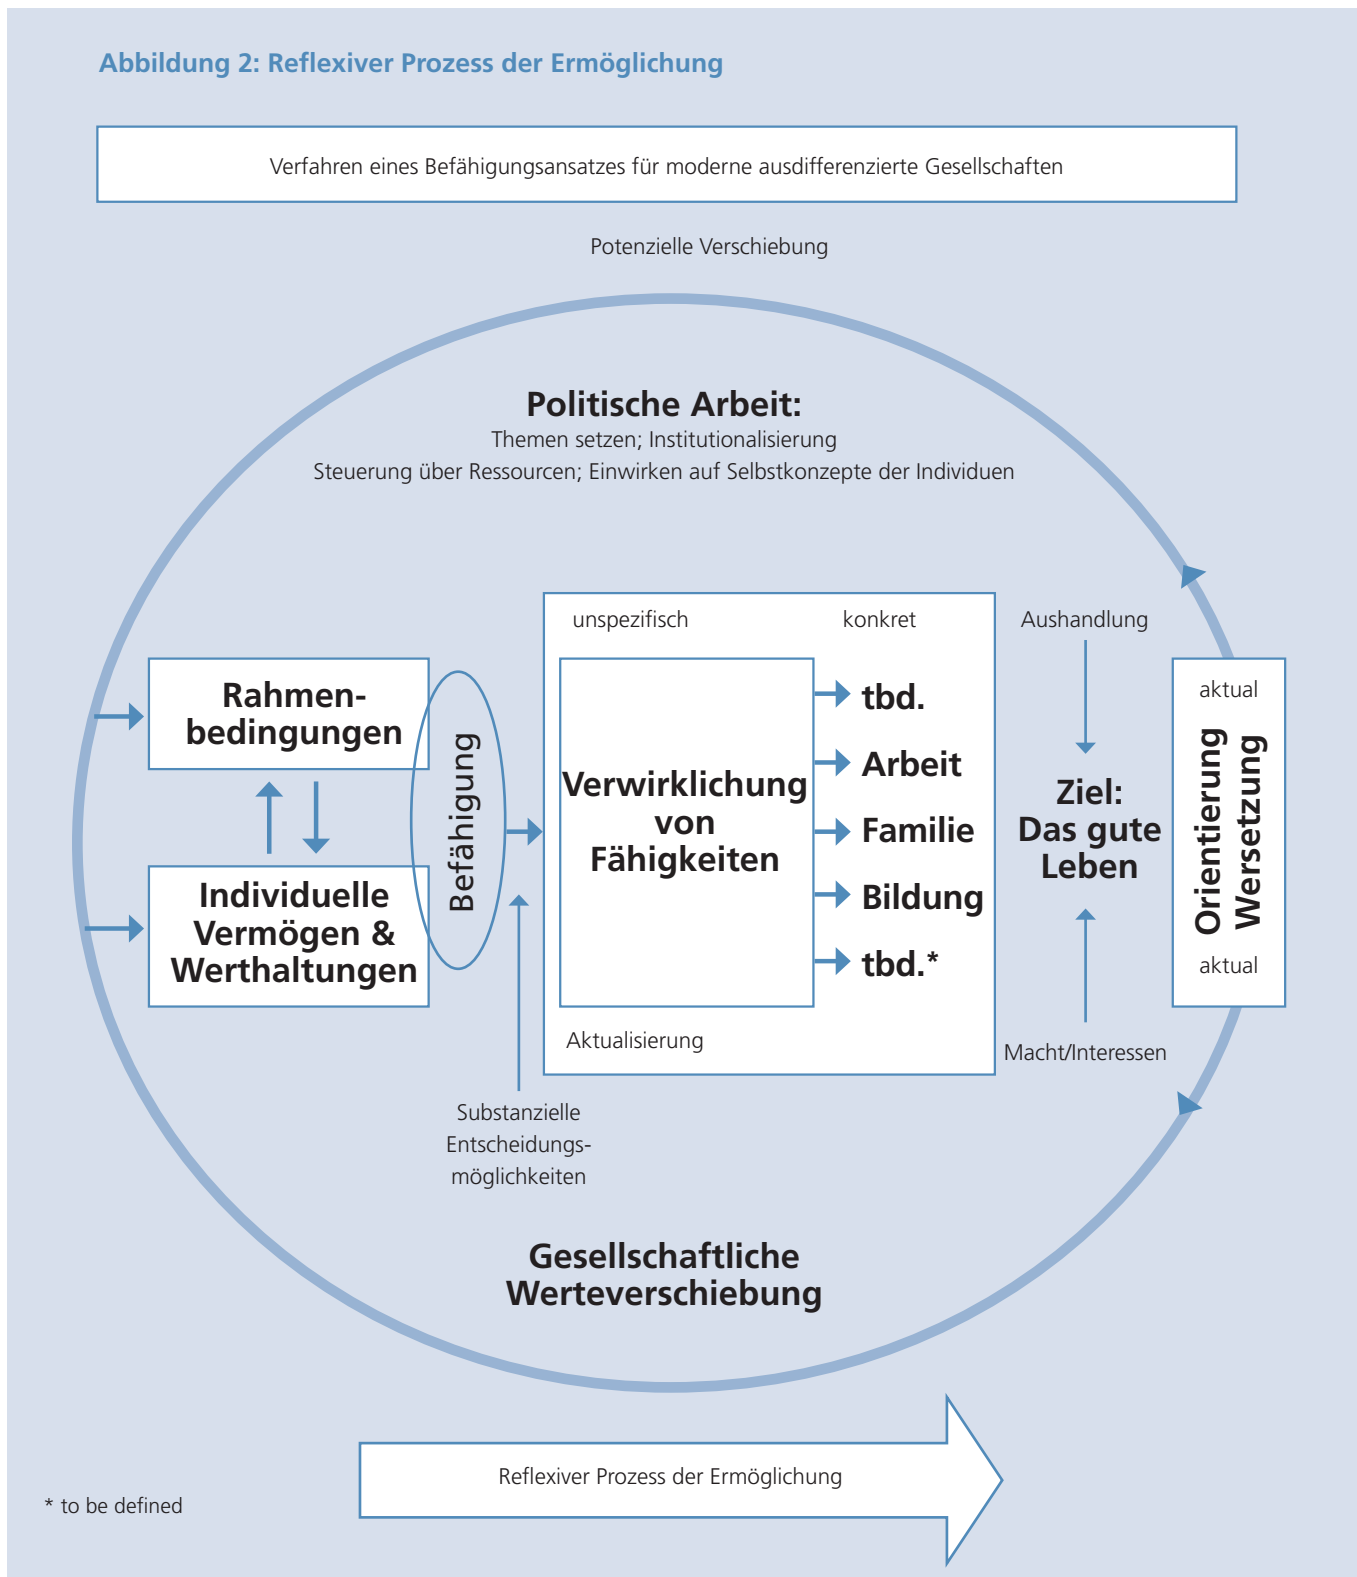 Abbildung 2: Reflexiver Prozess der Ermöglichung
Verfahren eines Befähigungsansatzes für moderne ausdifferenzierte Gesellschaften
Potenzielle Verschiebung
Politische Arbeit:
Themen setzen; Institutionalisierung
Steuerung über Ressourcen; Einwirken auf Selbstkonzepte der Individuen
Rahmen-
bedingungen
Individuelle
Vermögen &
Werthaltungen
Befähigung
Substanzielle
Entscheidungs-
möglichkeiten
unspezifisch
konkret
Verwirklichung
von
Fähigkeiten
tbd.
Arbeit
Familie
Bildung
tbd.*
Aktualisierung
Aushandlung
Ziel:
Das gute
Leben
Macht/Interessen
aktual
Orientierung
Wersetzung
aktual
Gesellschaftliche
Werteverschiebung
Reflexiver Prozess der Ermöglichung
* to be defined